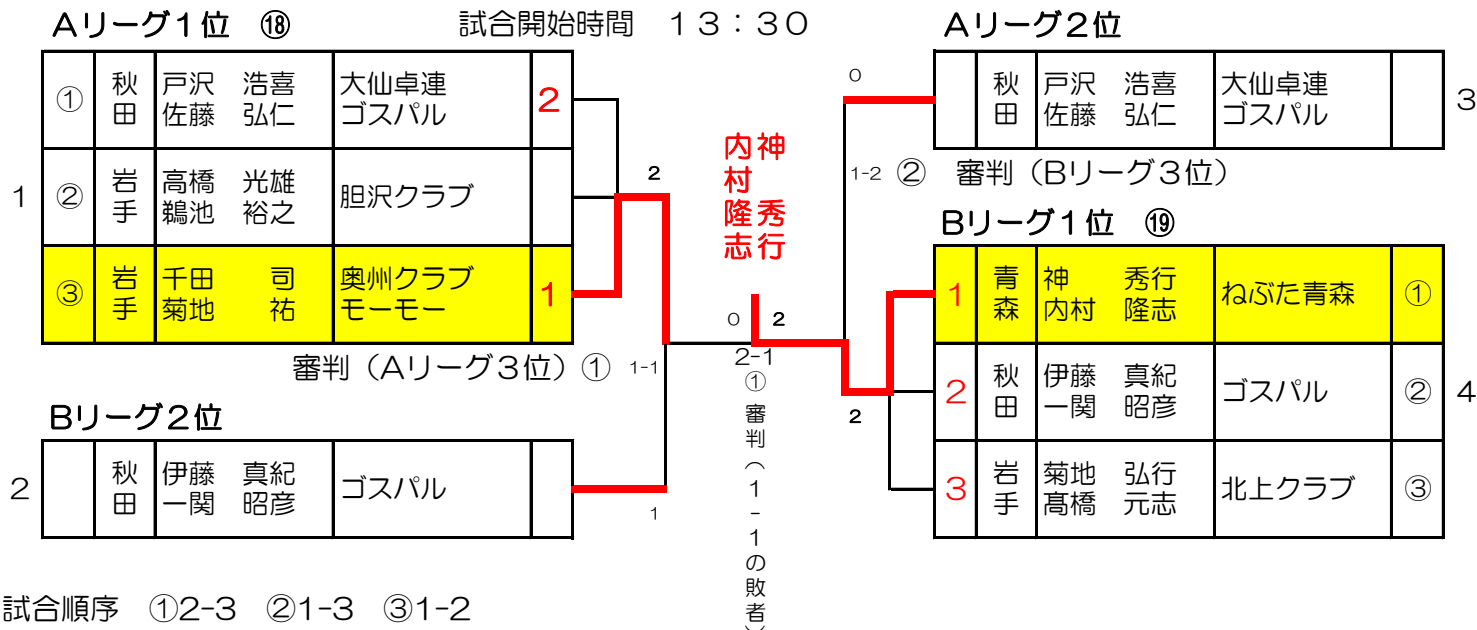 Aリーグ1位 ⑱ 試合開始時間 13:30
① 秋田 戸沢 浩喜 大仙卓連 2
佐藤 弘仁 ゴスパル
1 ② 岩手 高橋 光雄 胆沢クラブ
鵜池 裕之
③ 岩手 千田 司 奥州クラブ 1
菊地 祐 モーモー
審判(Aリーグ3位)① 1-1
2
Bリーグ2位
2 秋田 伊藤 真紀 ゴスパル
一関 昭彦
1
神 秀行
内村隆志
0 2
2-1
①審判(1-1の敗者)
Aリーグ2位
0
秋田 戸沢 浩喜 大仙卓連 3
佐藤 弘仁 ゴスパル
1-2 ② 審判(Bリーグ3位)
Bリーグ1位 ⑲
1 青森 神 秀行 ねぶた青森 ①
内村 隆志
2
2 秋田 伊藤 真紀 ゴスパル ② 4
一関 昭彦
3 岩手 菊地 弘行 北上クラブ ③
髙橋 元志
試合順序 ①2-3 ②1-3 ③1-2